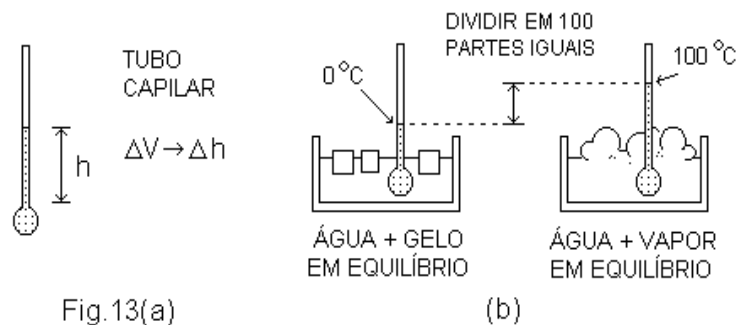 TUBO
CAPILAR
ΔV→Δh
h
Fig.13(a)
DIVIDIR EM 100
PARTES IGUAIS
0 °C
100 °C
ÁGUA + GELO
EM EQUILÍBRIO
ÁGUA + VAPOR
EM EQUILÍBRIO
(b)